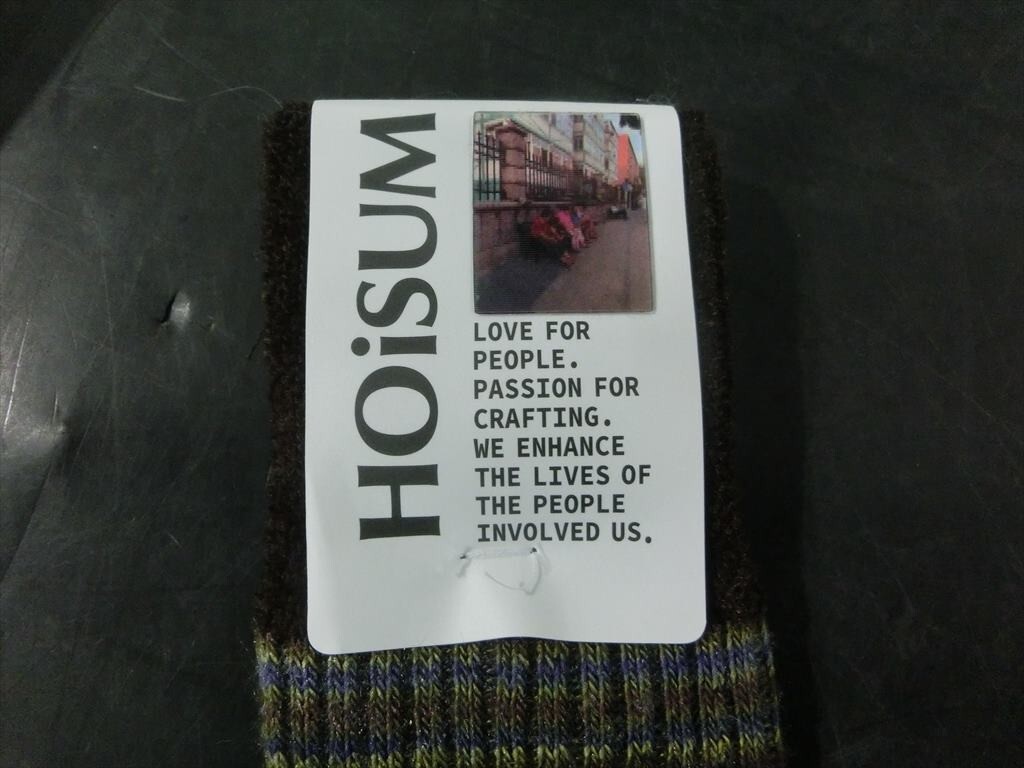 HOiSUM
LOVE FOR
PEOPLE.
PASSION FOR
CRAFTING.
WE ENHANCE
THE LIVES OF
THE PEOPLE
INVOLVED US.